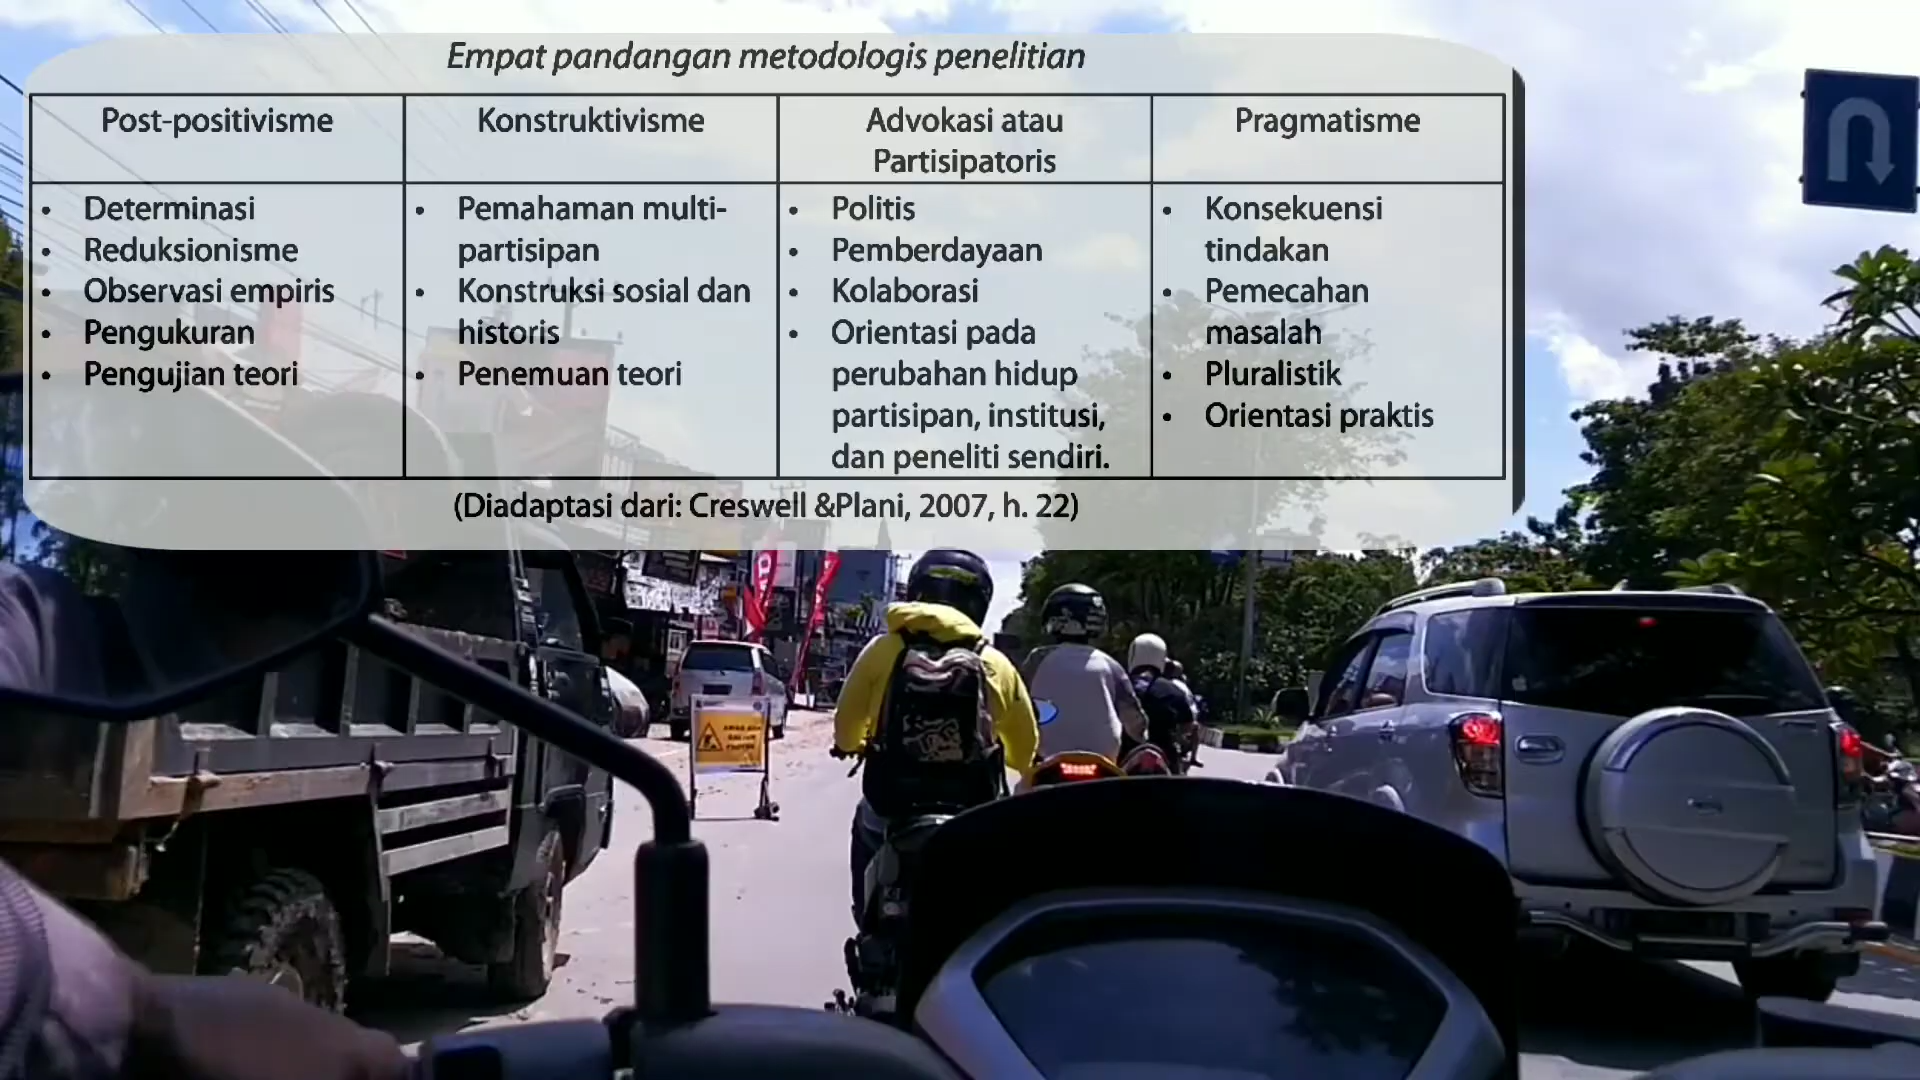 Empat pandangan metodologis penelitian
Post-positivisme
Konstruktivisme
Advokasi atau
Partisipatoris
Pragmatisme
• Determinasi
• Reduksionisme
• Observasi empiris
• Pengukuran
• Pengujian teori
• Pemahaman multi-
partisipan
• Konstruksi sosial dan
historis
• Penemuan teori
• Politis
• Pemberdayaan
• Kolaborasi
• Orientasi pada
perubahan hidup
partisipan, institusi,
dan peneliti sendiri.
• Konsekuensi
tindakan
• Pemecahan
masalah
• Pluralistik
• Orientasi praktis
(Diadaptasi dari: Creswell &Plani, 2007, h. 22)